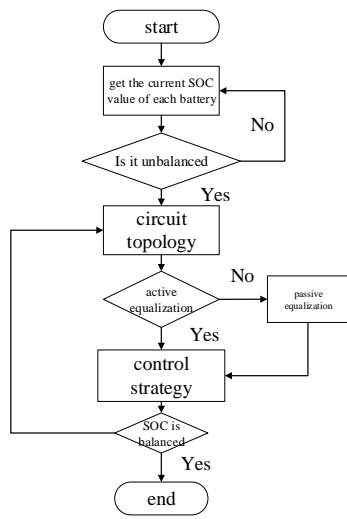 start
get the current SOC
value of each battery
No
Is it unbalanced
Yes
circuit
topology
active
equalization
No
passive
equalization
Yes
control
strategy
SOC is
balanced
Yes
end